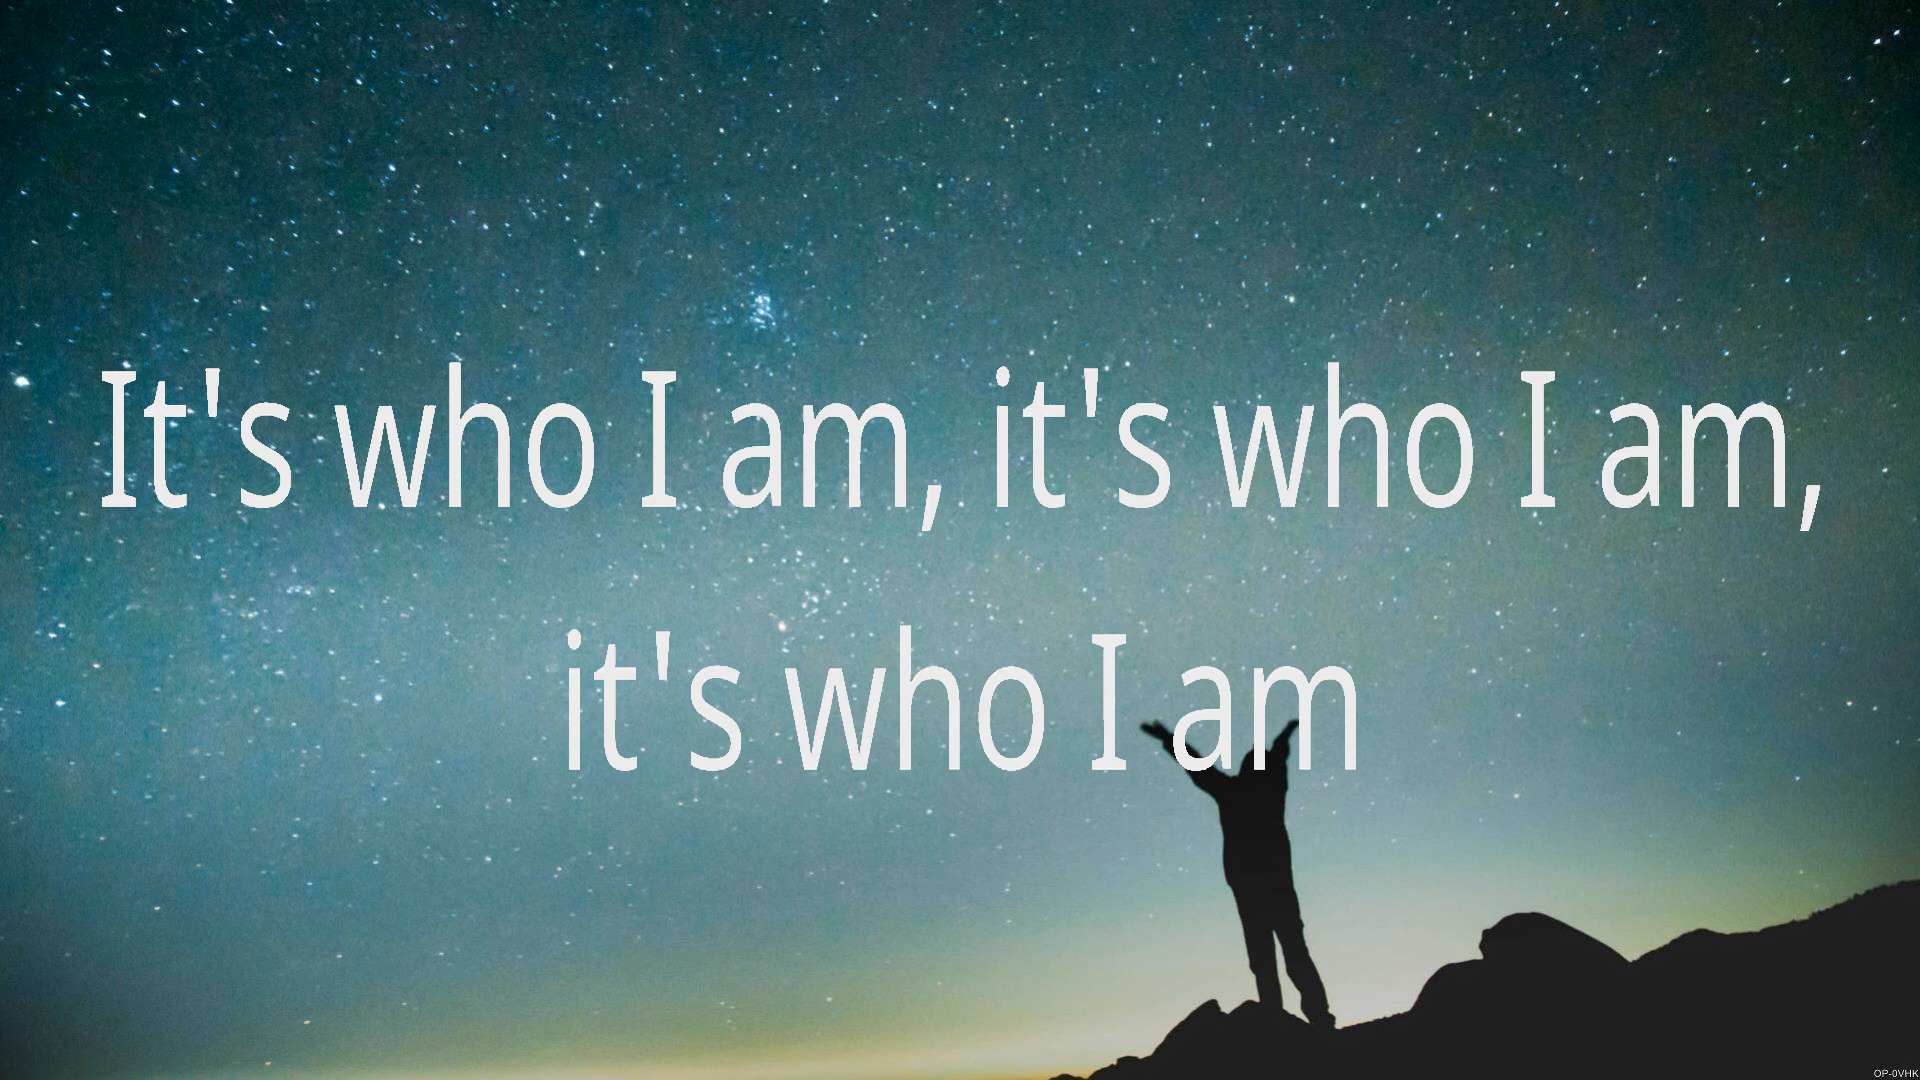 It's who I am, it's who I am,
it's who I am
OP-0VHK